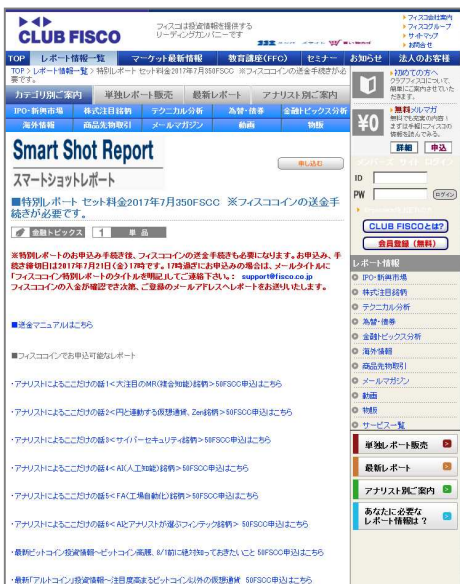 CLUB FISCO
フィスコは投資情報を提供する
リーディングカンパニーです
フィスコ会社案内
フィスコグループ
サイトマップ
お問合せ
TOP
レポート情報一覧
マーケット最新情報
教育講座(FFC)
セミナー
お知らせ
法人のお客様
TOP > レポート情報一覧 > 特別レポート セット料金2017年7月350FSCC ※フィスココインの送金手続きが必要です。
カテゴリ別ご案内
単独レポート販売
最新レポート
アナリスト別ご案内
IPO・新興市場
株式注目銘柄
テクニカル分析
為替・債券
金融トピックス分析
海外情報
商品先物取引
メールマガジン
動画
物販
Smart Shot Report
スマートショットレポート
申し込む
■特別レポート セット料金2017年7月350FSCC ※フィスココインの送金手
続きが必要です。
金融トピックス
1
単 品
※特別レポートのお申込み手続き後、フィスココインの送金手続きも必要になります。お申込み、手
続き締切日は2017年7月21日(金)17時です。17時過ぎにお申込みの場合は、メールタイトルに
「フィスココイン特別レポートのタイトルを明記」してご連絡下さい。: support@fisco.co.jp
フィスココインの入金が確認でき次第、ご登録のメールアドレスへレポートをお送りいたします。
■送金マニュアルはこちら
■フィスココインでお申込可能なレポート
・アナリストによるここだけの話1<大注目のMR(複合知能)銘柄>50FSCC申込はこちら
・アナリストによるここだけの話2<円と連動する仮想通貨、Zen銘柄>50FSCC申込はこちら
・アナリストによるここだけの話3<サイバーセキュリティ銘柄>50FSCC申込はこちら
・アナリストによるここだけの話4<AI(人工知能)銘柄>50FSCC申込はこちら
・アナリストによるここだけの話5<FA(工場自動化)銘柄>50FSCC申込はこちら
・アナリストによるここだけの話6<AIとアナリストが選ぶフィンテック銘柄> 50FSCC申込はこちら
・最新ビットコイン投資情報~ビットコイン高騰、8/1前に絶対知っておきたいこと 50FSCC申込はこちら
・最新「アルトコイン」投資情報~注目度高まるビットコイン以外の仮想通貨 50FSCC申込はこちら
初めての方へ
クラブフィスコについて、
簡単にご案内させていた
だきます。
¥0
無料メルマガ
無料でも充実の内容!
まずは手軽にフィスコの
情報を読んでみる。
詳細
申込
ID
PW
ログイン
CLUB FISCOとは?
会員登録(無料)
レポート情報
IPO・新興市場
株式注目銘柄
テクニカル分析
為替・債券
金融トピックス分析
海外情報
商品先物取引
メールマガジン
動画
物販
サービス一覧
単独レポート販売
最新レポート
アナリスト別ご案内
あなたに必要な
レポート情報は?